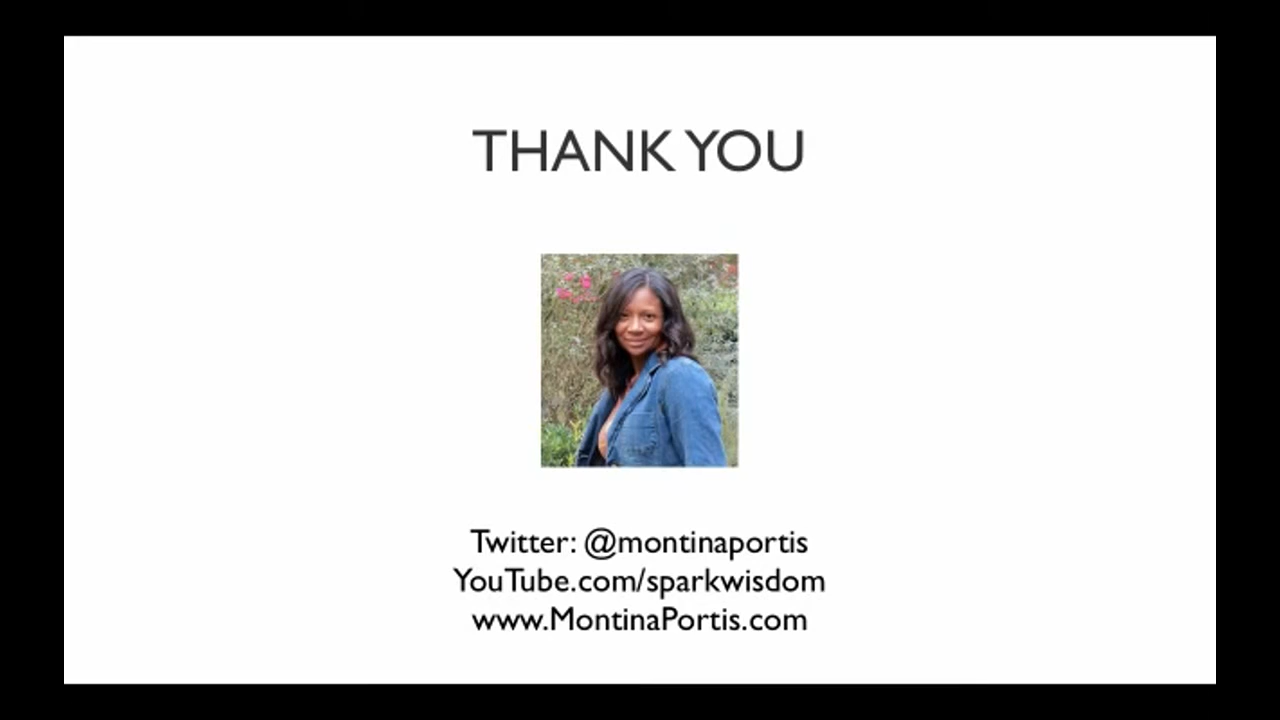 THANK YOU
Twitter: @montinaportis
YouTube.com/sparkwisdom
www.MontinaPortis.com